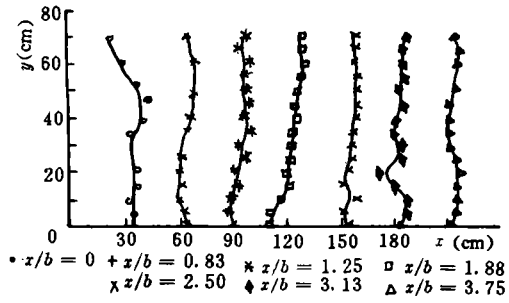 y(cm)
80
60
40
20
0
30 60 90 120 150 180 x (cm)
• x/b = 0 + x/b = 0.83 ⚹ x/b = 1.25 □ x/b = 1.88
x x/b = 2.50 ♦ x/b = 3.13 △ x/b = 3.75